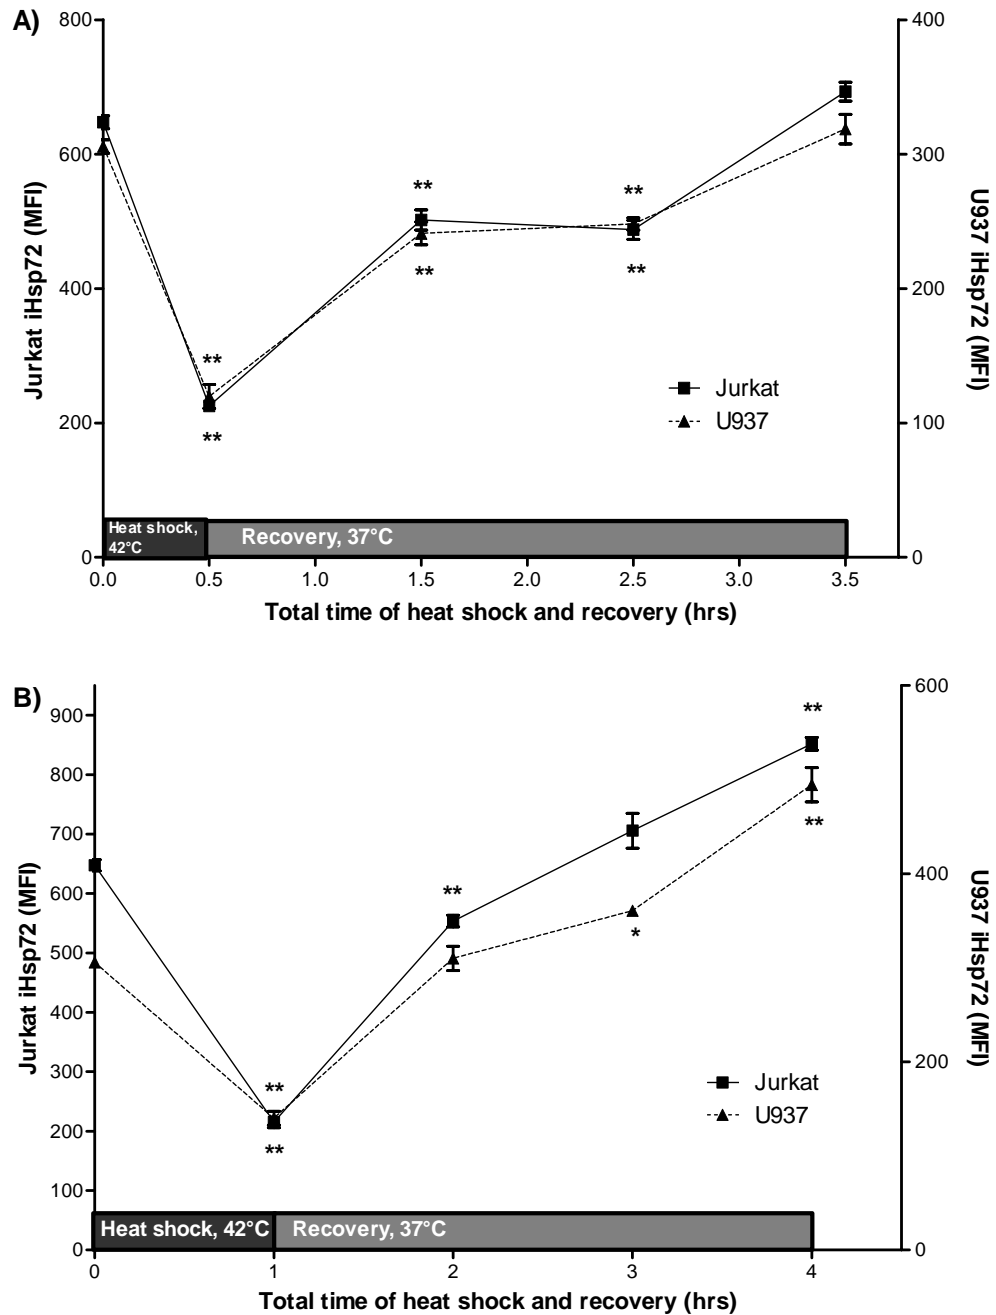 A)
800
600
400
200
0
Jurkat iHsp72 (MFI)
400
300
200
100
0
U937 iHsp72 (MFI)
**
**
**
**
**
**
Jurkat
U937
Heat shock,
42°C
Recovery, 37°C
0.0 0.5 1.0 1.5 2.0 2.5 3.0 3.5
Total time of heat shock and recovery (hrs)
B)
900
800
700
600
500
400
300
200
100
0
Jurkat iHsp72 (MFI)
600
400
200
0
U937 iHsp72 (MFI)
**
**
**
*
**
**
Jurkat
U937
Heat shock, 42°C
Recovery, 37°C
0 1 2 3 4
Total time of heat shock and recovery (hrs)